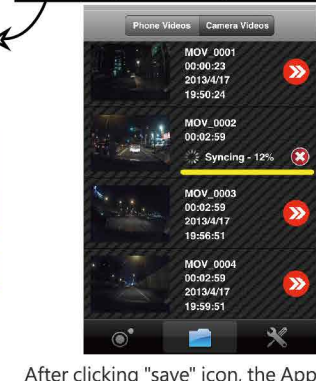 Phone Videos Camera Videos
MOV_0001
00:00:23
2013/4/17
19:50:24
MOV_0002
00:02:59
Syncing - 12%
MOV_0003
00:02:59
2013/4/17
19:56:51
MOV_0004
00:02:59
2013/4/17
19:59:51
After clicking "save" icon, the App